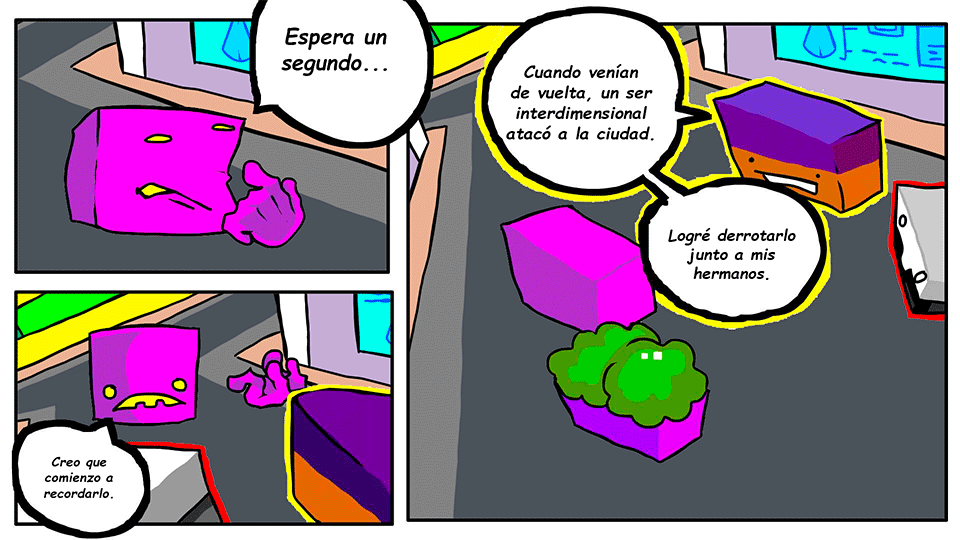 Espera un
segundo...
Creo que
comienzo a
recordarlo.
Cuando venían
de vuelta, un ser
interdimensional
atacó a la ciudad.
Logré derrotarlo
junto a mis
hermanos.